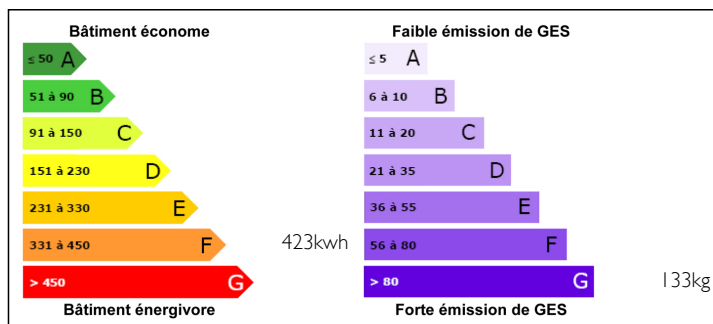 Bâtiment économe
≤ 50 A
51 à 90 B
91 à 150 C
151 à 230 D
231 à 330 E
331 à 450 F 423kwh
> 450 G
Bâtiment énergivore
Faible émission de GES
≤ 5 A
6 à 10 B
11 à 20 C
21 à 35 D
36 à 55 E
56 à 80 F
> 80 G 133kg
Forte émission de GES